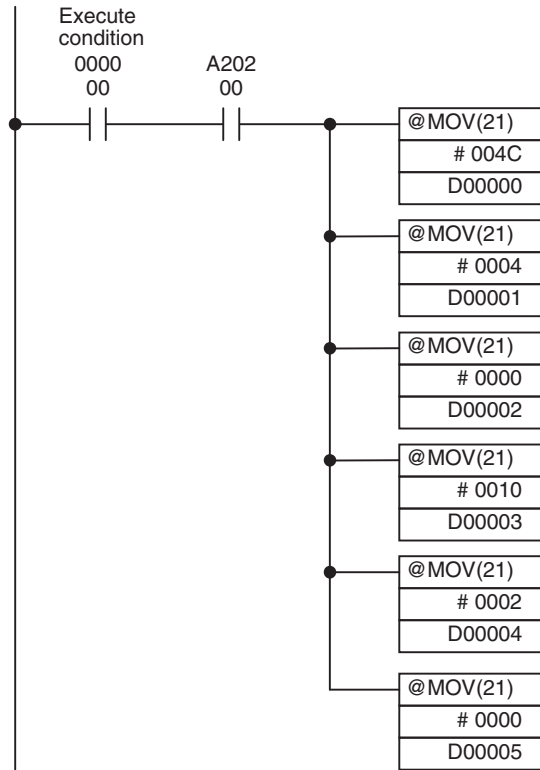 Execute
condition
0000 A202
00 00
@MOV(21)
# 004C
D00000
@MOV(21)
# 0004
D00001
@MOV(21)
# 0000
D00002
@MOV(21)
# 0010
D00003
@MOV(21)
# 0002
D00004
@MOV(21)
# 0000
D00005